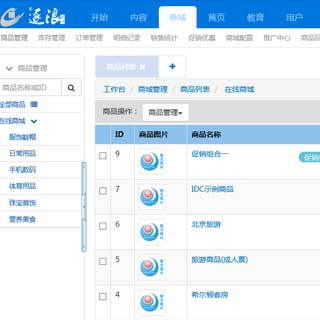 逐浪
开始 内容 商城 黄页 教育 用户
商品管理 库存管理 订单管理 明细记录 销售统计 促销优惠 商城配置 推广中心
商品管理
商品列表
商品名称或ID
工作台 / 商城管理 / 商品列表 / 在线商城
全部商品
在线商城
商品操作： 商品管理
服饰鞋帽
日常用品
手机数码
体育用品
珠宝首饰
营养美食
ID 商品图片 商品名称
9 促销组合一 促销
7 IDC示例商品
6 北京旅游
5 旅游商品(成人票)
4 希尔顿套房